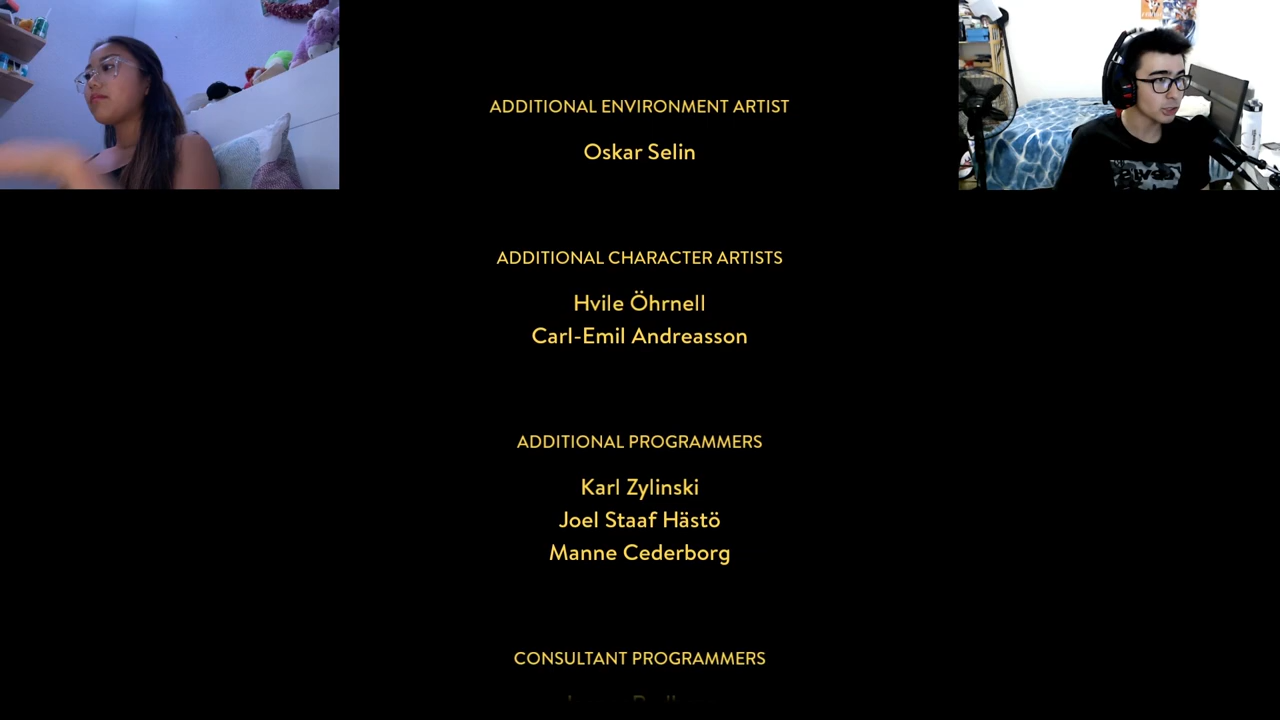 ADDITIONAL ENVIRONMENT ARTIST
Oskar Selin
ADDITIONAL CHARACTER ARTISTS
Hvile Öhrnell
Carl-Emil Andreasson
ADDITIONAL PROGRAMMERS
Karl Zylinski
Joel Staaf Hästö
Manne Cederborg
CONSULTANT PROGRAMMERS